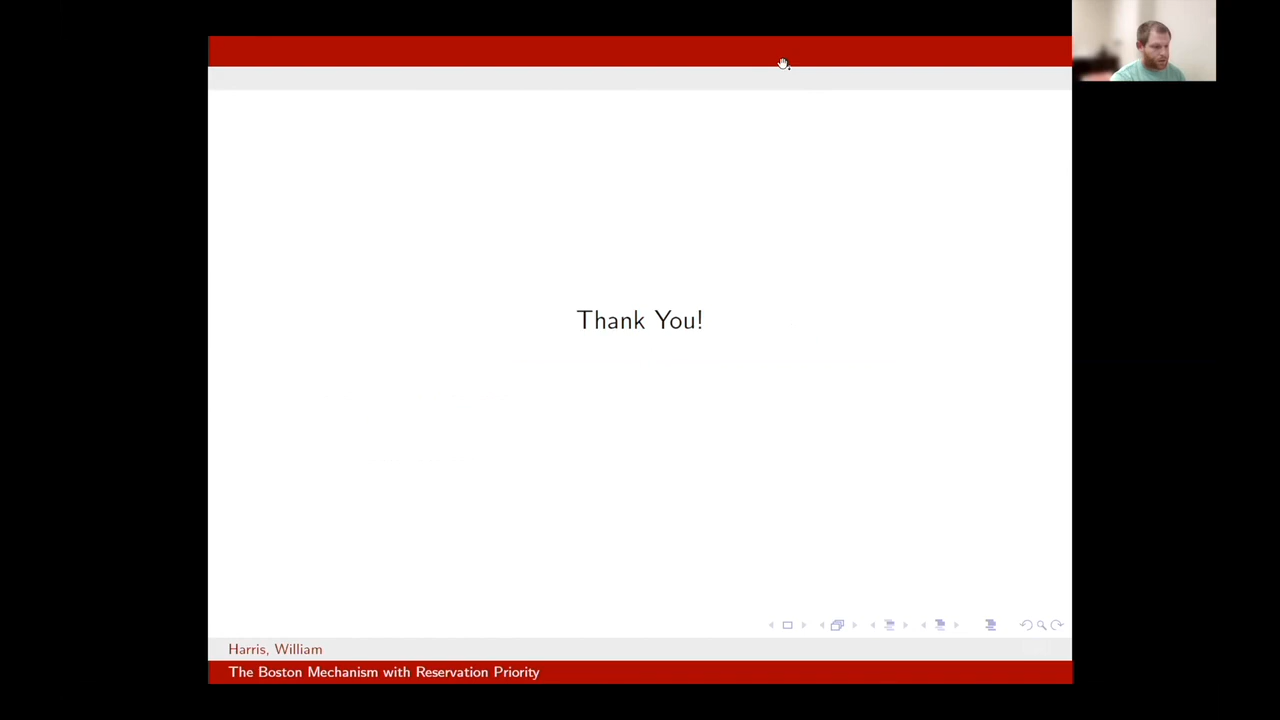 Thank You!
Harris, William
The Boston Mechanism with Reservation Priority